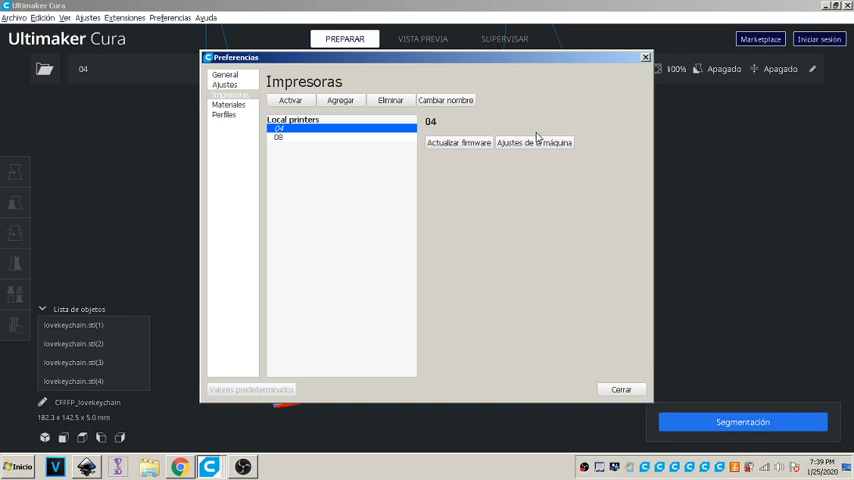 Ultimaker Cura
Archivo Edición Ver Ajustes Extensiones Preferencias Ayuda
Ultimaker Cura
PREPARAR
VISTA PREVIA
SUPERVISAR
Marketplace
Iniciar sesión
04
100%
Apagado
Apagado
Preferencias
General
Ajustes
Impresoras
Materiales
Perfiles
Impresoras
Activar
Agregar
Eliminar
Cambiar nombre
Local printers
04
08
04
Actualizar firmware
Ajustes de la máquina
Valores predeterminados
Cerrar
Lista de objetos
lovekeychain.stl(1)
lovekeychain.stl(2)
lovekeychain.stl(3)
lovekeychain.stl(4)
CFFFP_lovekeychain
182.3 x 142.5 x 5.0 mm
Segmentación
Inicio
7:39 PM
1/25/2020